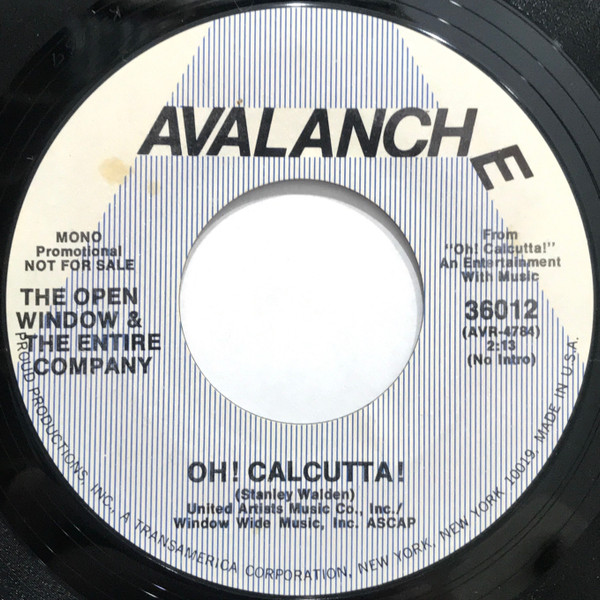 AVALANCHE
MONO
Promotional
NOT FOR SALE
THE OPEN
WINDOW &
THE ENTIRE
COMPANY
From
"Oh! Calcutta!"
An Entertainment
With Music
36012
(AVR-4784)
2:13
(No Intro)
OH! CALCUTTA!
(Stanley Walden)
United Artists Music Co., Inc./
Window Wide Music, Inc. ASCAP
PROUD PRODUCTIONS, INC., A TRANSAMERICA CORPORATION, NEW YORK, NEW YORK 10019. MADE IN U.S.A.